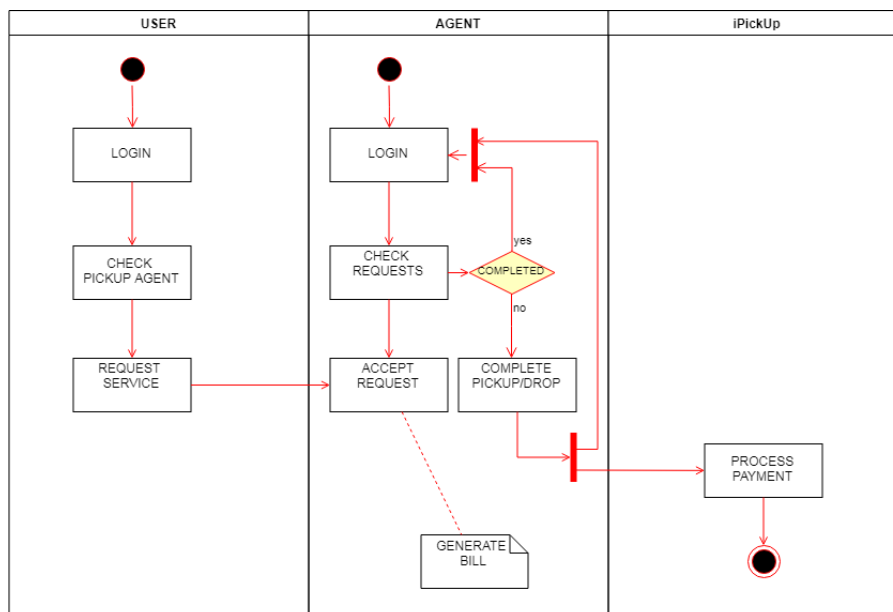 USER
AGENT
iPickUp
LOGIN
LOGIN
CHECK
PICKUP AGENT
CHECK
REQUESTS
yes
COMPLETED
no
REQUEST
SERVICE
ACCEPT
REQUEST
COMPLETE
PICKUP/DROP
PROCESS
PAYMENT
GENERATE
BILL